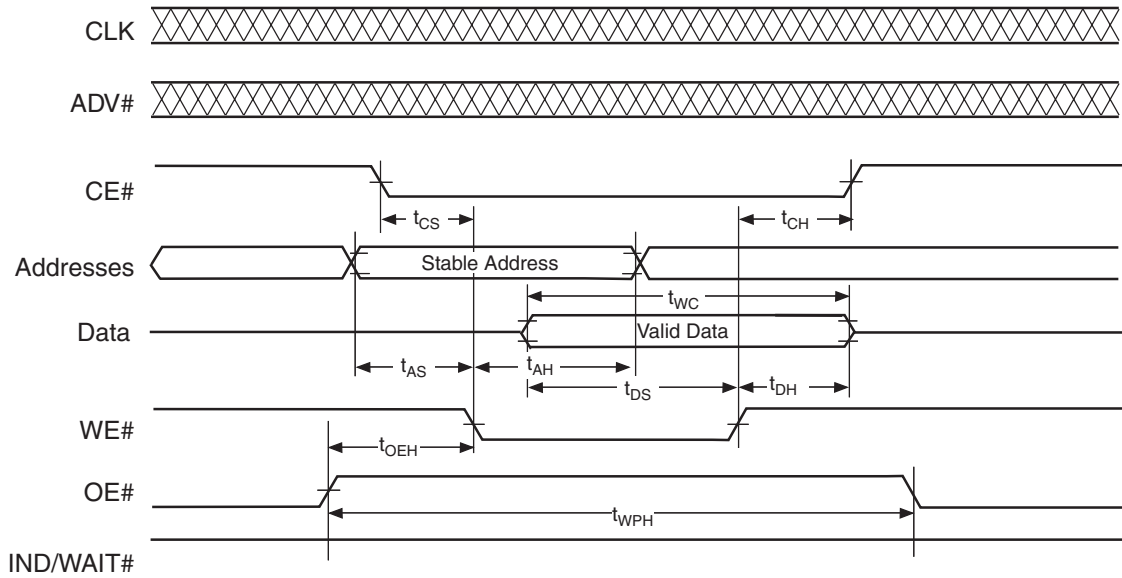 CLK
ADV#
CE#
tCS
tCH
Addresses
Stable Address
tWC
Data
Valid Data
tAS
tAH
tDS
tDH
WE#
tOEH
OE#
tWPH
IND/WAIT#